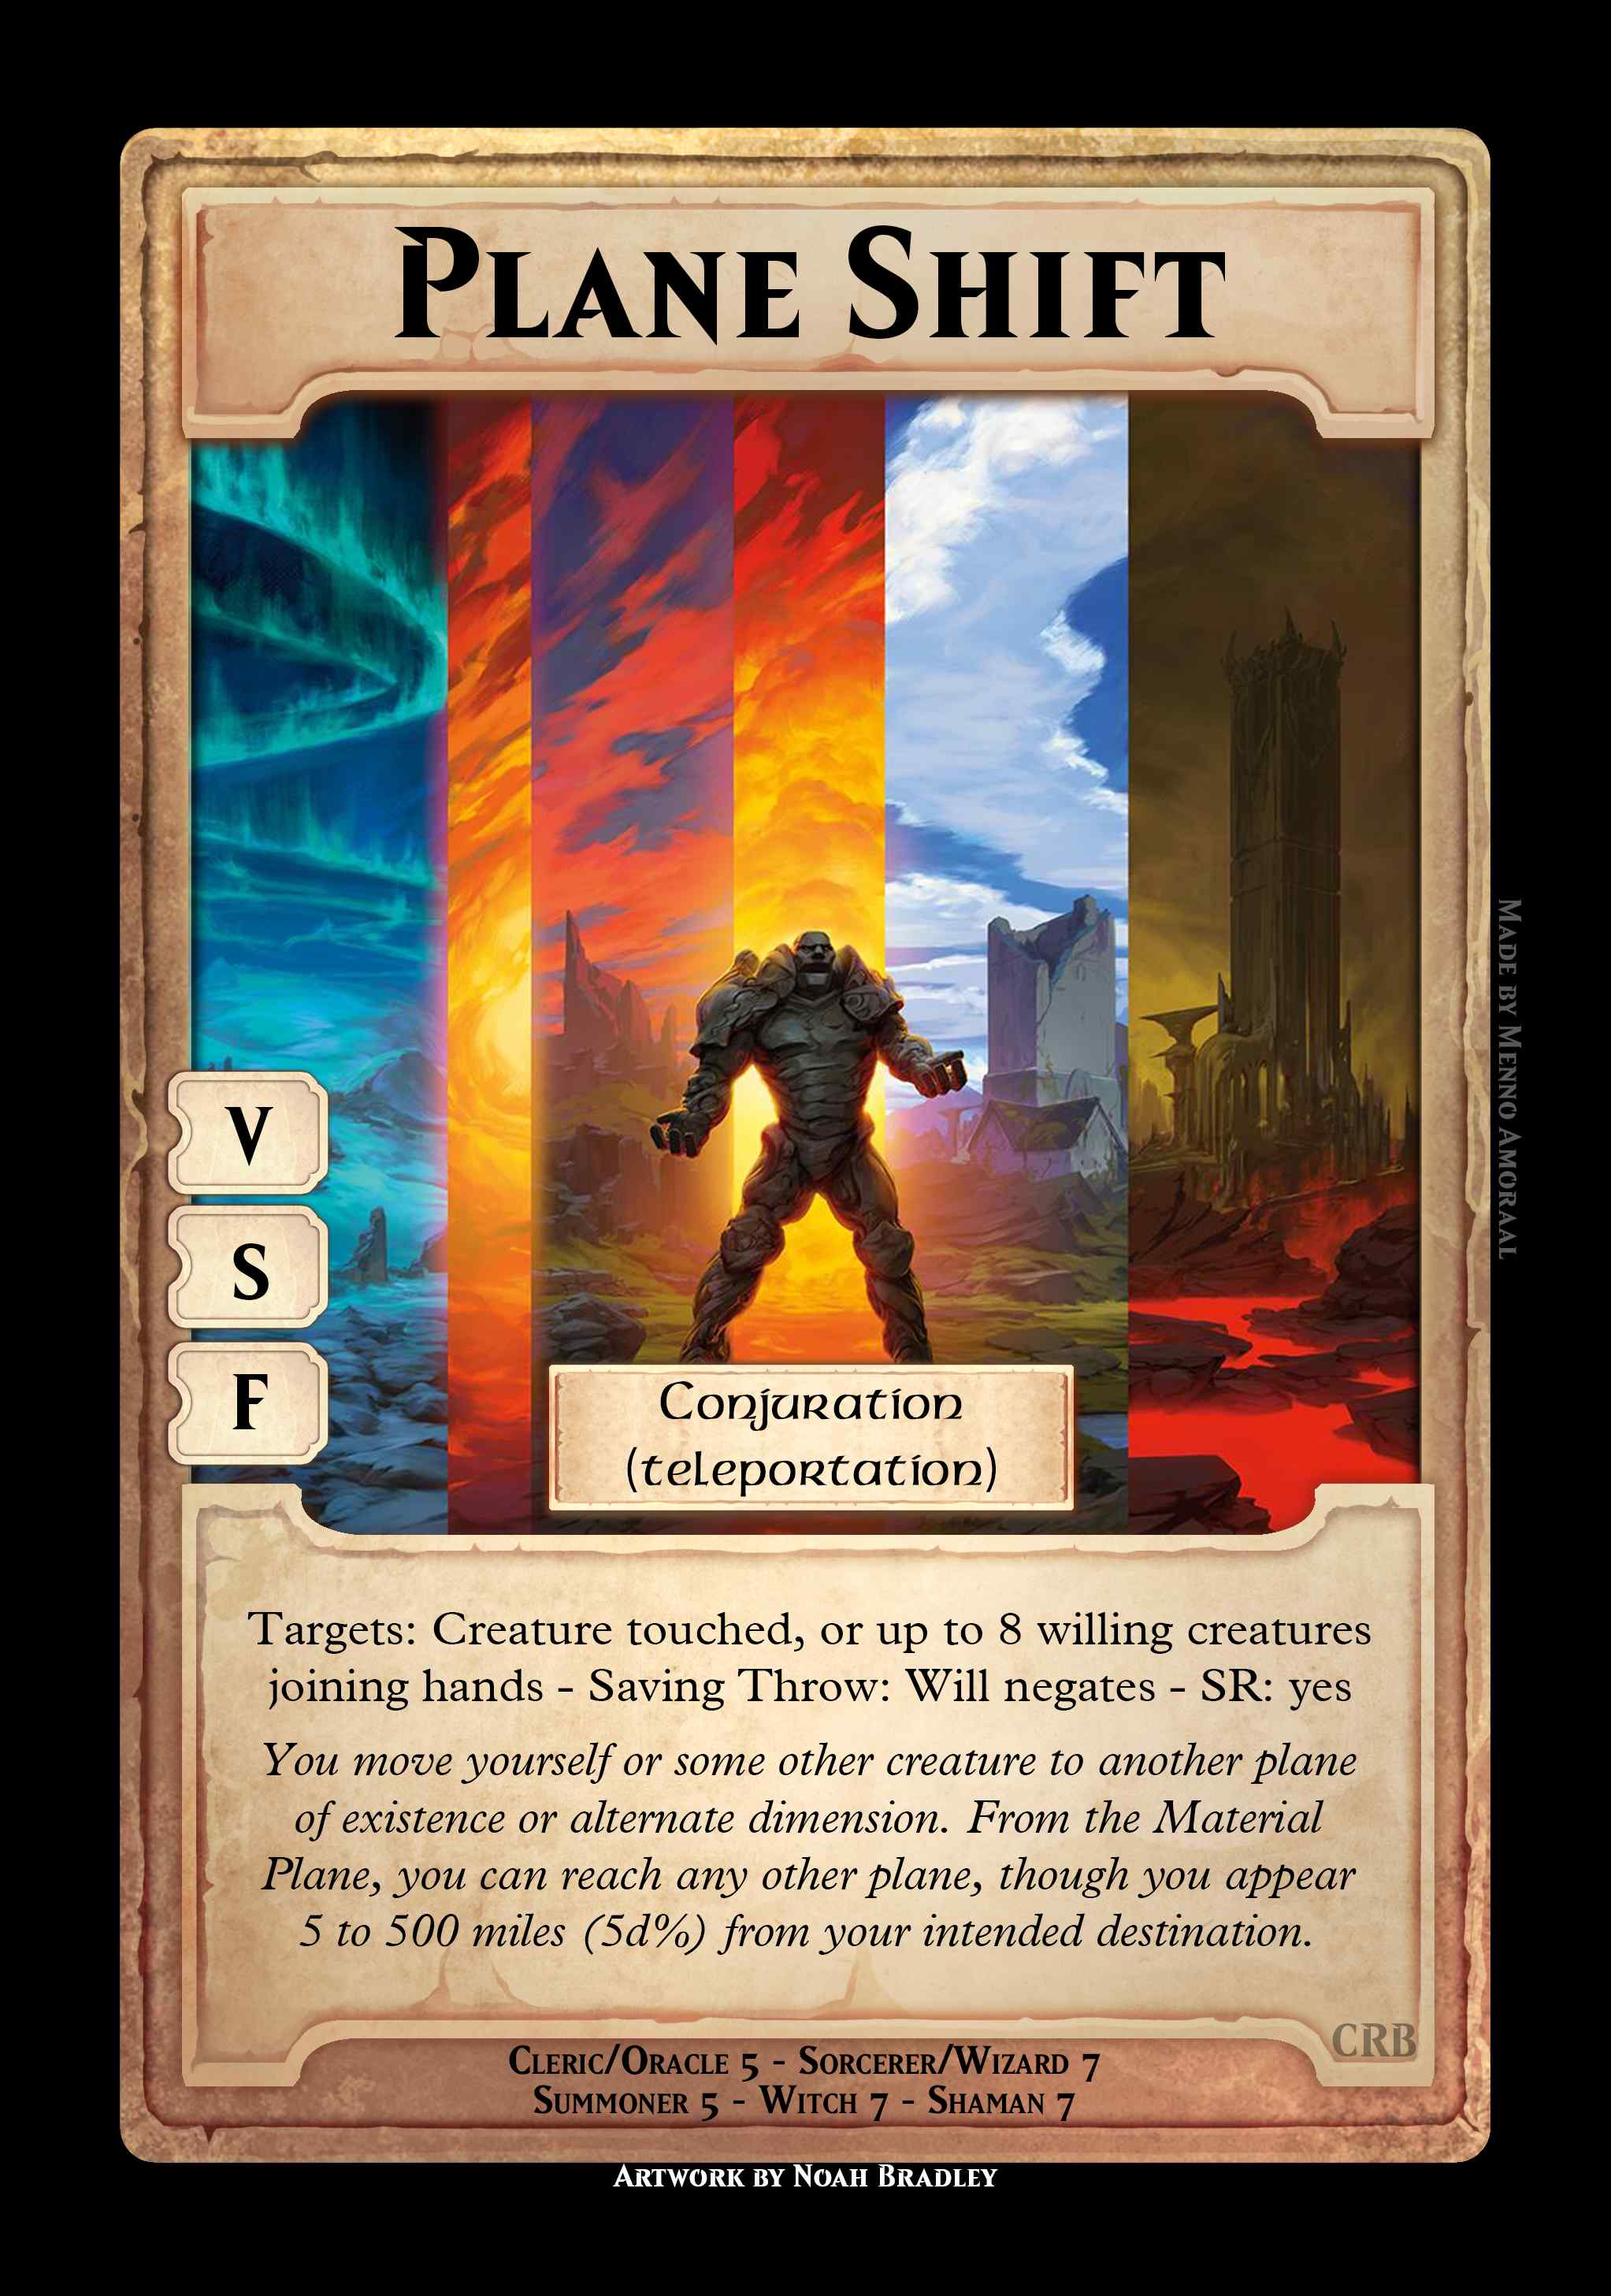 Plane Shift
V
S
F
Conjuration
(teleportation)
Made by Menno Amoraal
Targets: Creature touched, or up to 8 willing creatures
joining hands - Saving Throw: Will negates - SR: yes
You move yourself or some other creature to another plane
of existence or alternate dimension. From the Material
Plane, you can reach any other plane, though you appear
5 to 500 miles (5d%) from your intended destination.
CRB
Cleric/Oracle 5 - Sorcerer/Wizard 7
Summoner 5 - Witch 7 - Shaman 7
Artwork by Noah Bradley